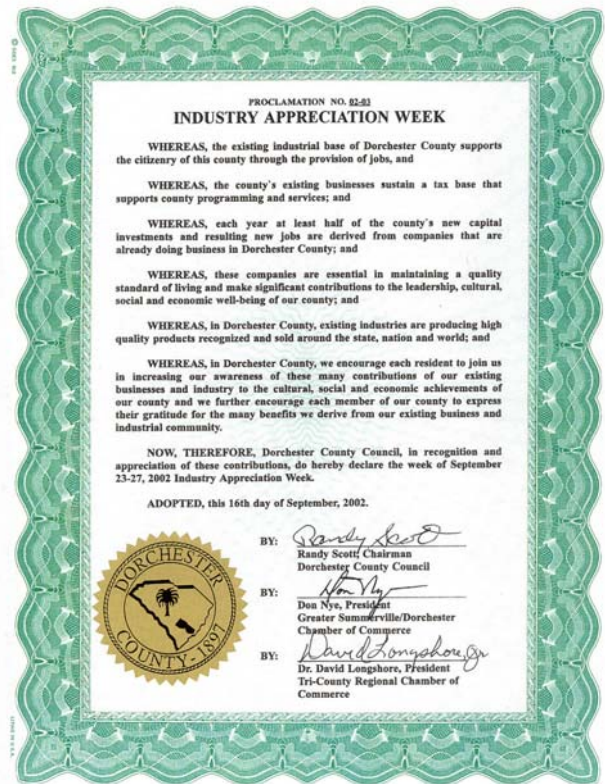 PROCLAMATION NO. 02-03
INDUSTRY APPRECIATION WEEK
WHEREAS, the existing industrial base of Dorchester County supports
the citizenry of this county through the provision of jobs, and
WHEREAS, the county's existing businesses sustain a tax base that
supports county programming and services; and
WHEREAS, each year at least half of the county's new capital
investments and resulting new jobs are derived from companies that are
already doing business in Dorchester County; and
WHEREAS, these companies are essential in maintaining a quality
standard of living and make significant contributions to the leadership, cultural,
social and economic well-being of our county; and
WHEREAS, in Dorchester County, existing industries are producing high
quality products recognized and sold around the state, nation and world; and
WHEREAS, in Dorchester County, we encourage each resident to join us
in increasing our awareness of these many contributions of our existing
businesses and industry to the cultural, social and economic achievements of
our county and we further encourage each member of our county to express
their gratitude for the many benefits we derive from our existing business and
industrial community.
NOW, THEREFORE, Dorchester County Council, in recognition and
appreciation of these contributions, do hereby declare the week of September
23-27, 2002 Industry Appreciation Week.
ADOPTED, this 16th day of September, 2002.
BY: Randy Scott
Randy Scott, Chairman
Dorchester County Council
BY: Don Nye
Don Nye, President
Greater Summerville/Dorchester
Chamber of Commerce
BY: David Longshore, Jr
Dr. David Longshore, President
Tri-County Regional Chamber of
Commerce
DORCHESTER
COUNTY-1897